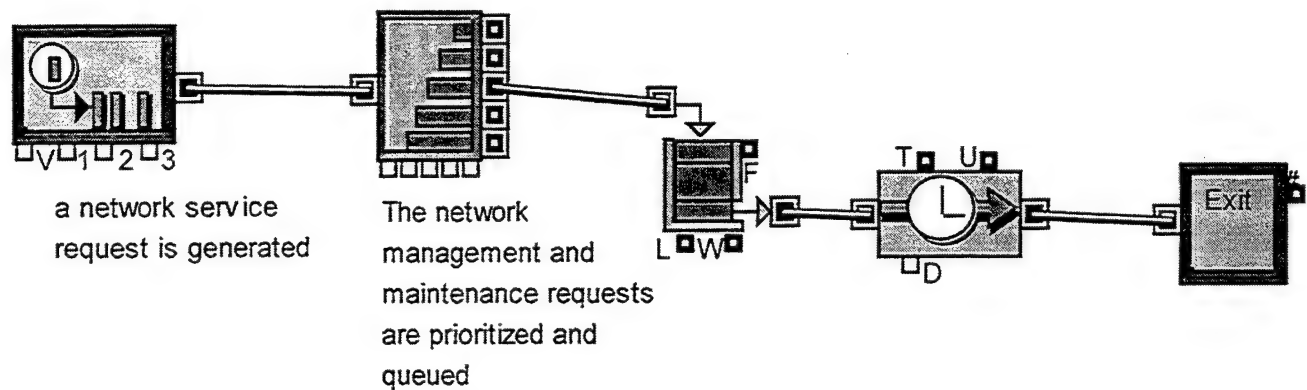 V 1 2 3
a network service
request is generated
The network
management and
maintenance requests
are prioritized and
queued
F
L W
T U
D
Exit
#